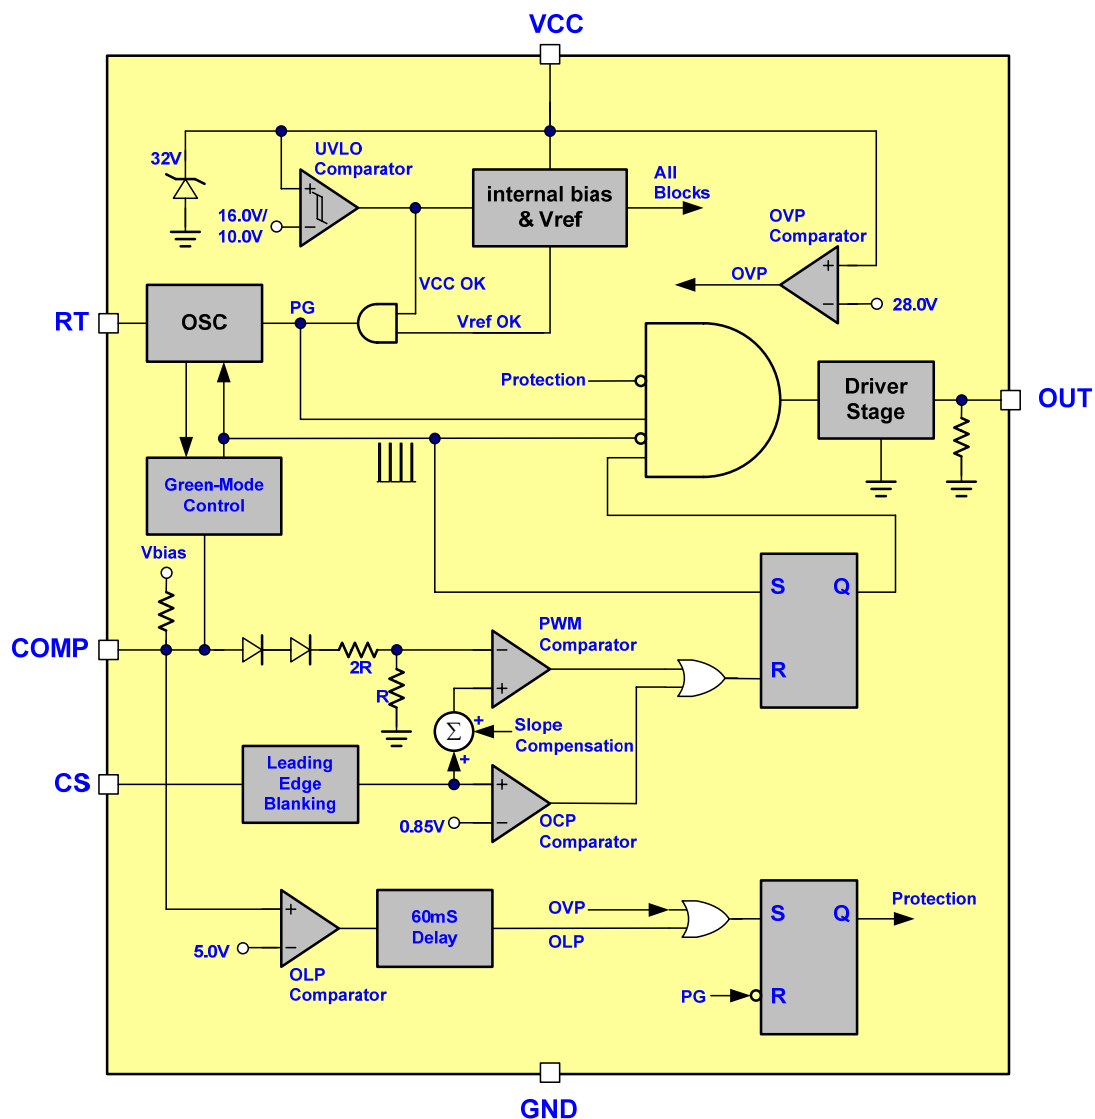 VCC
32V
UVLO
Comparator
+
−
16.0V/
10.0V
internal bias
& Vref
All
Blocks
OVP
Comparator
+
−
OVP
28.0V
VCC OK
Vref OK
PG
RT
OSC
Protection
Driver
Stage
OUT
Green-Mode
Control
Vbias
S
Q
R
COMP
2R
R
PWM
Comparator
−
+
Σ
+
+
Slope
Compensation
CS
Leading
Edge
Blanking
+
−
0.85V
OCP
Comparator
+
−
5.0V
OLP
Comparator
60mS
Delay
OVP
OLP
S
Q
R
Protection
PG
GND